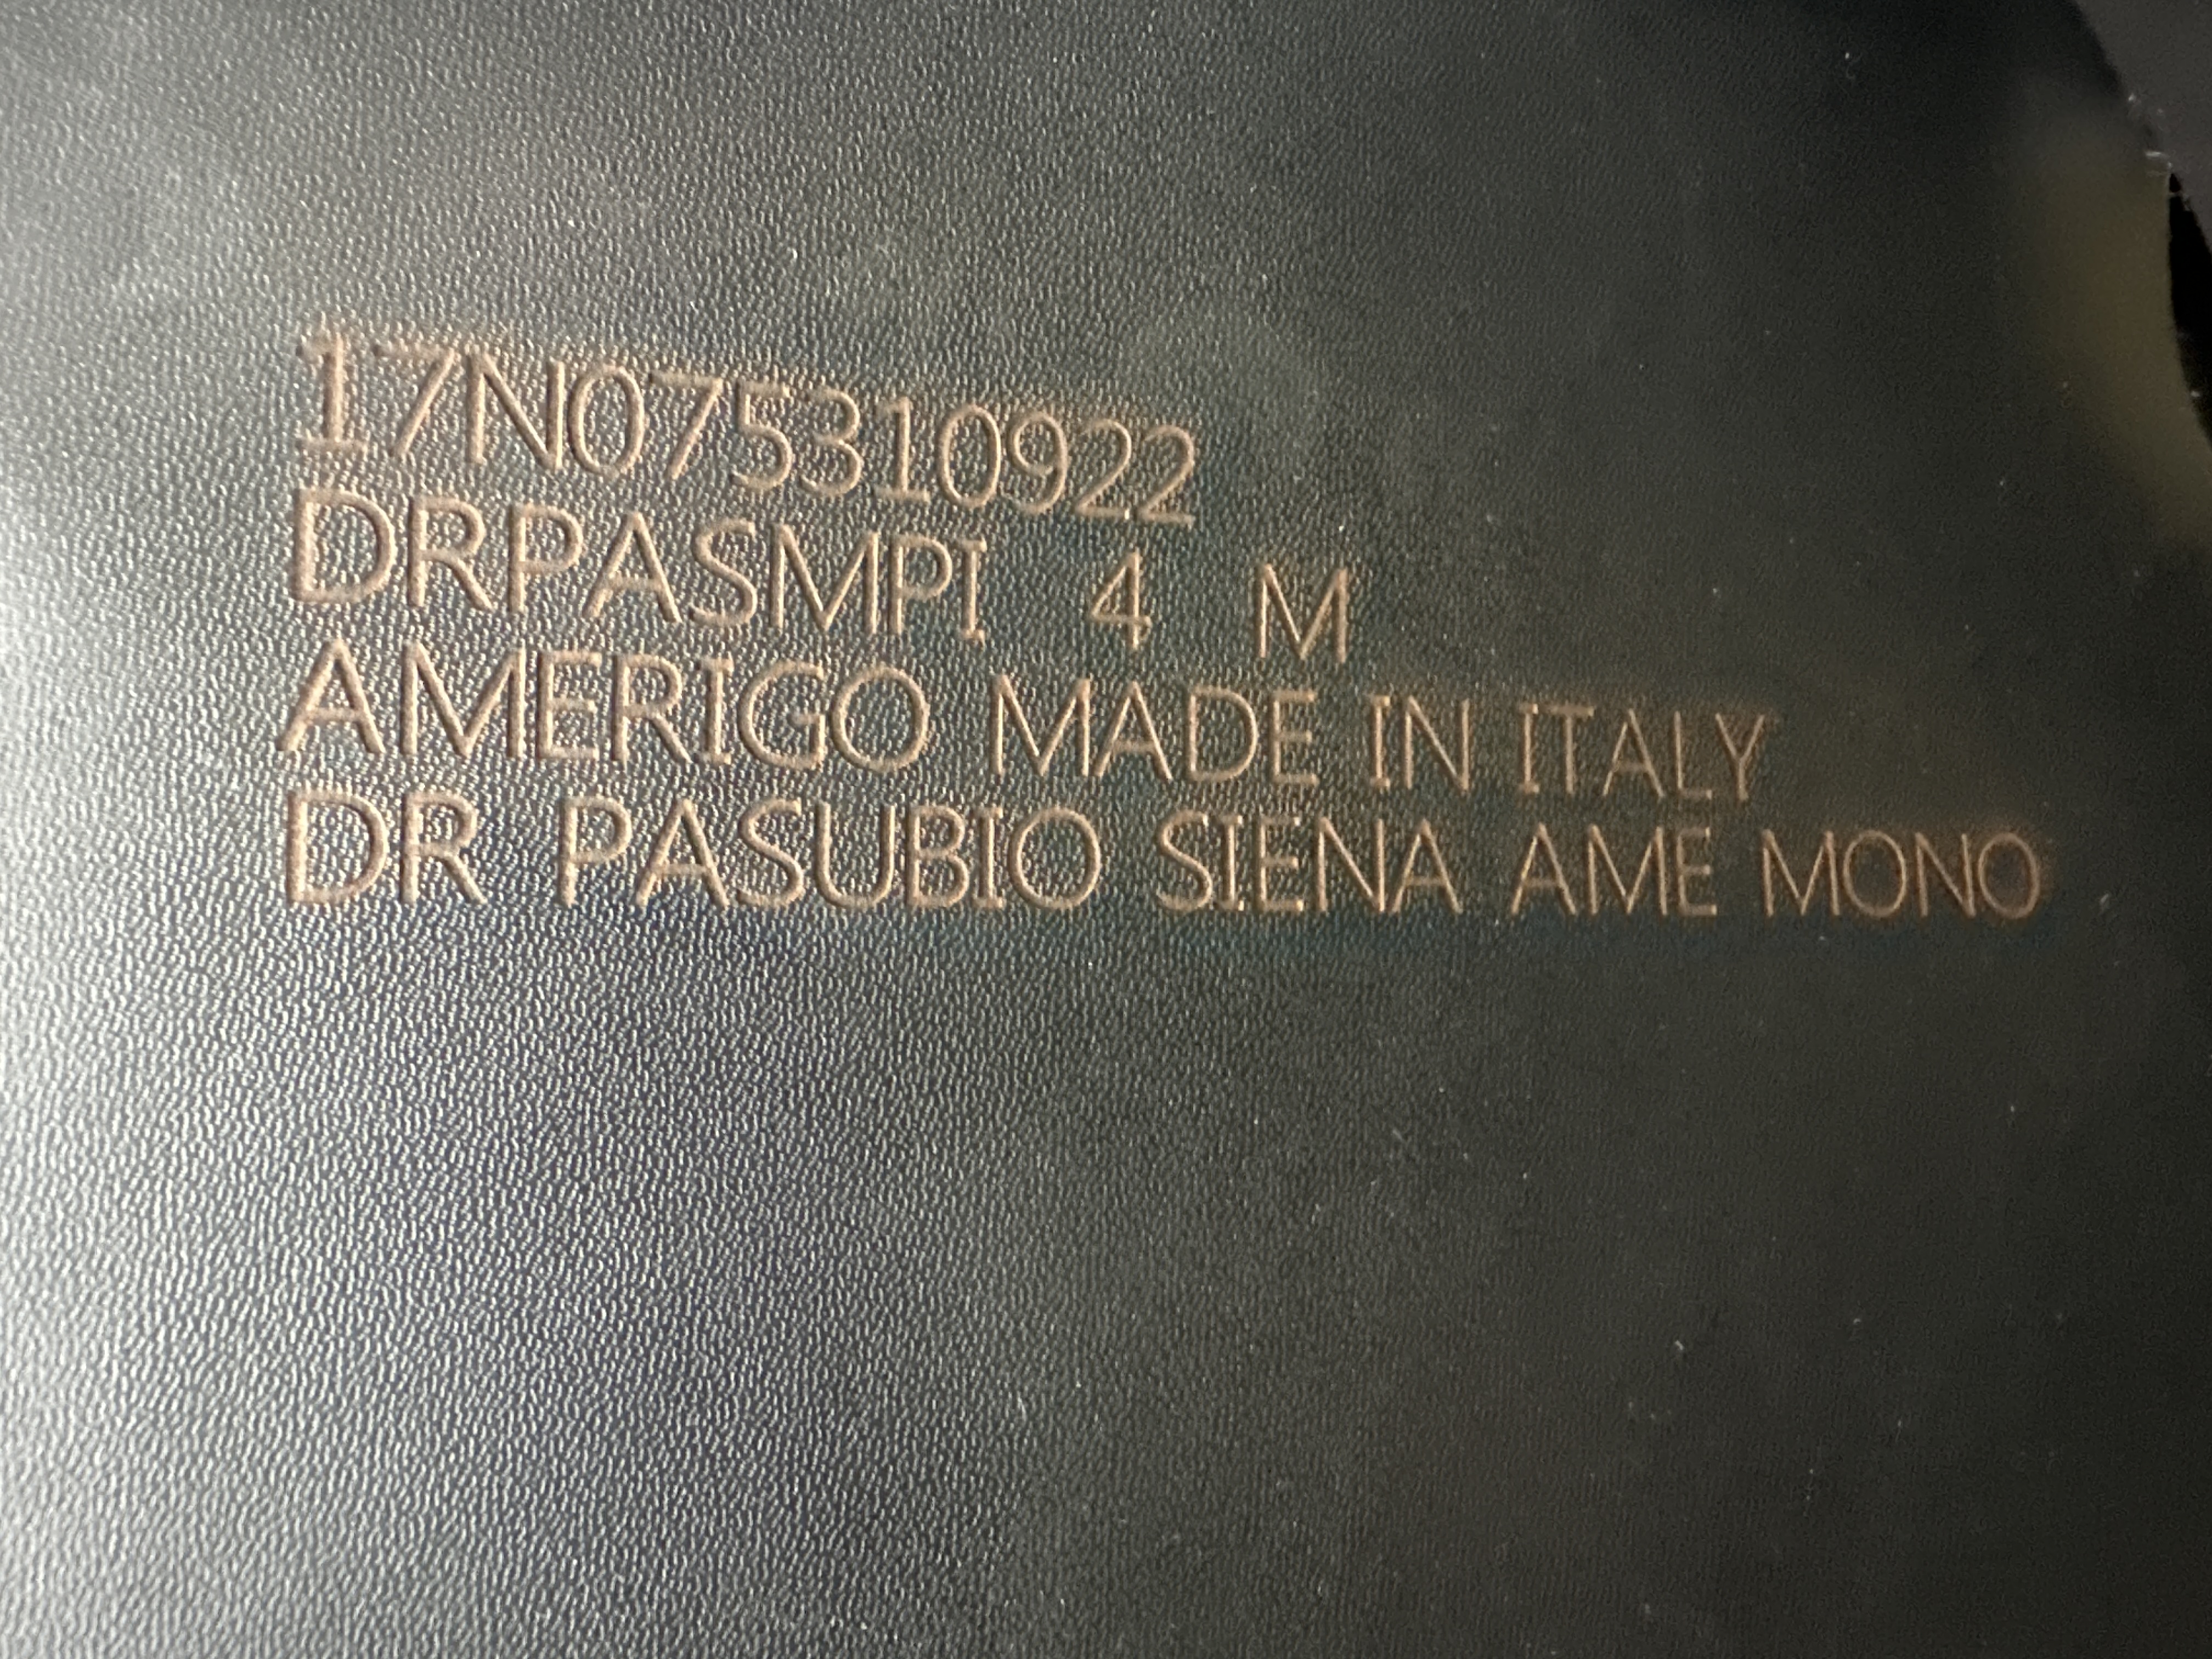 17N075310922
DRPASMPI 4 M
AMERIGO MADE IN ITALY
DR PASUBIO SIENA AME MONO